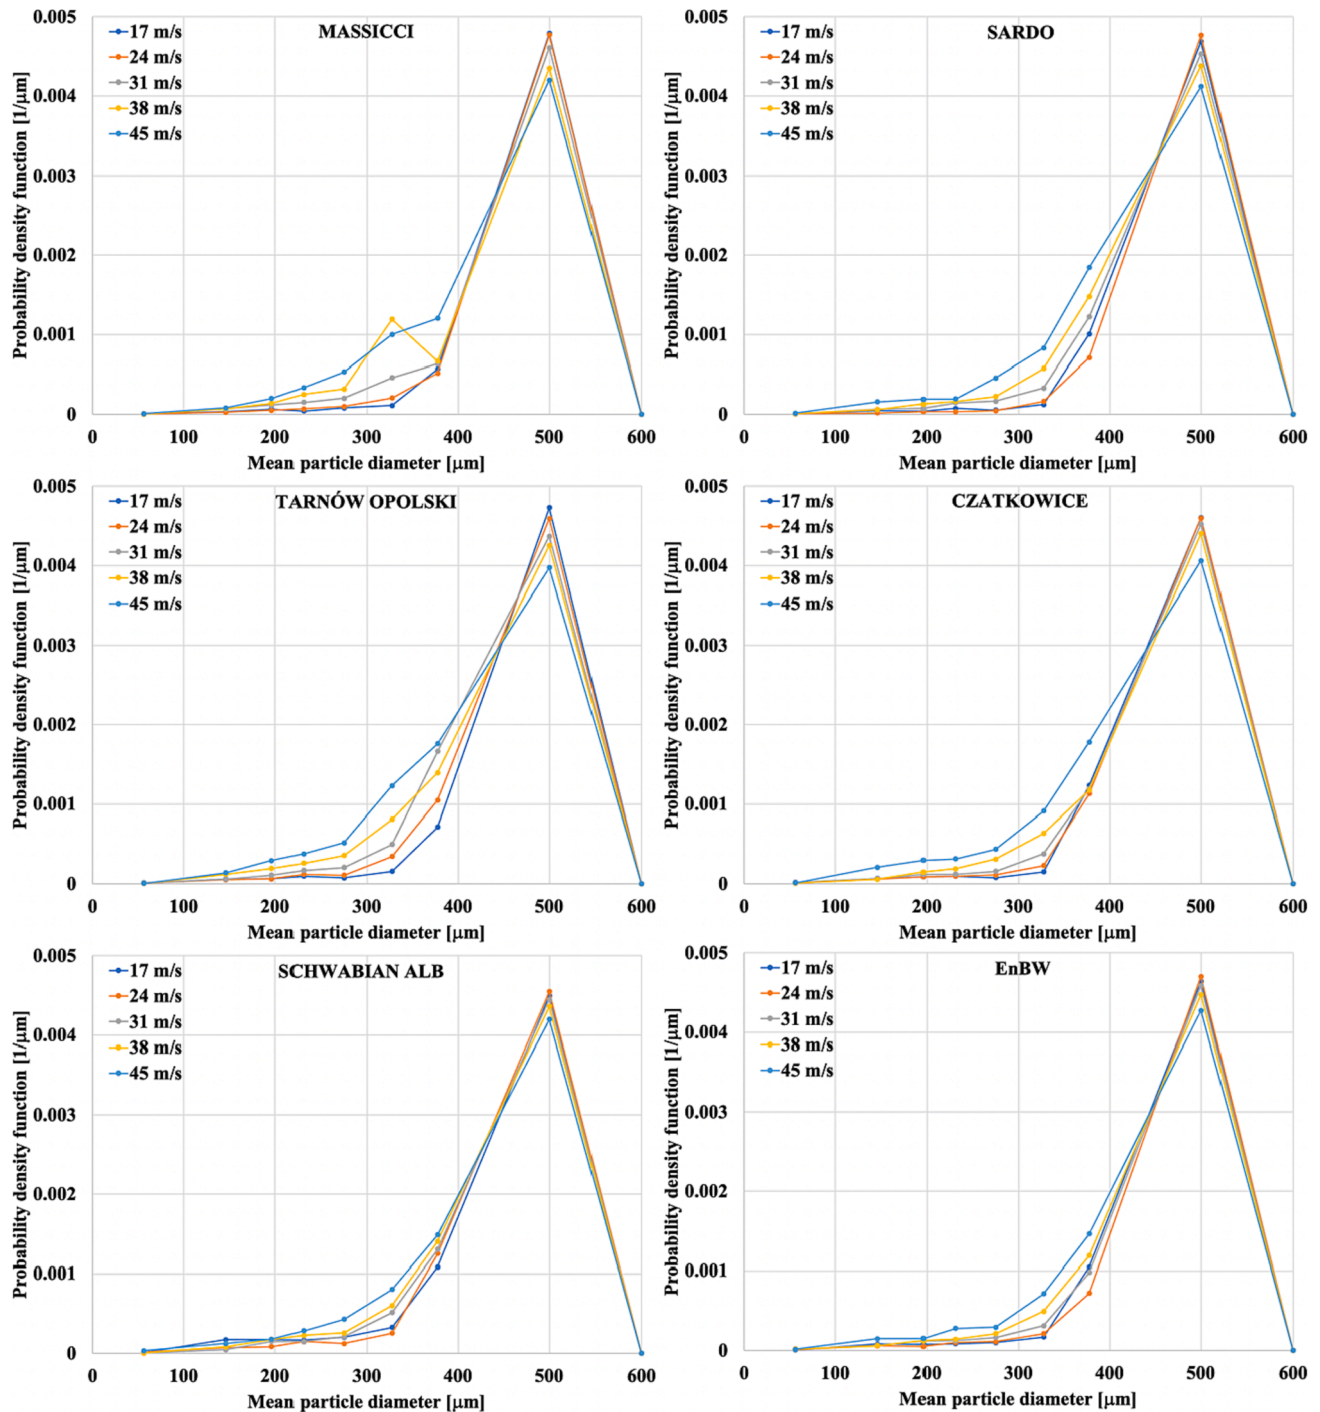 MASSICCI
17 m/s
24 m/s
31 m/s
38 m/s
45 m/s
Probability density function [1/μm]
0.005
0.004
0.003
0.002
0.001
0
0 100 200 300 400 500 600
Mean particle diameter [μm]
SARDO
17 m/s
24 m/s
31 m/s
38 m/s
45 m/s
Probability density function [1/μm]
0.005
0.004
0.003
0.002
0.001
0
0 100 200 300 400 500 600
Mean particle diameter [μm]
TARNÓW OPOLSKI
17 m/s
24 m/s
31 m/s
38 m/s
45 m/s
Probability density function [1/μm]
0.005
0.004
0.003
0.002
0.001
0
0 100 200 300 400 500 600
Mean particle diameter [μm]
CZATKOWICE
17 m/s
24 m/s
31 m/s
38 m/s
45 m/s
Probability density function [1/μm]
0.005
0.004
0.003
0.002
0.001
0
0 100 200 300 400 500 600
Mean particle diameter [μm]
SCHWABIAN ALB
17 m/s
24 m/s
31 m/s
38 m/s
45 m/s
Probability density function [1/μm]
0.005
0.004
0.003
0.002
0.001
0
0 100 200 300 400 500 600
Mean particle diameter [μm]
EnBW
17 m/s
24 m/s
31 m/s
38 m/s
45 m/s
Probability density function [1/μm]
0.005
0.004
0.003
0.002
0.001
0
0 100 200 300 400 500 600
Mean particle diameter [μm]